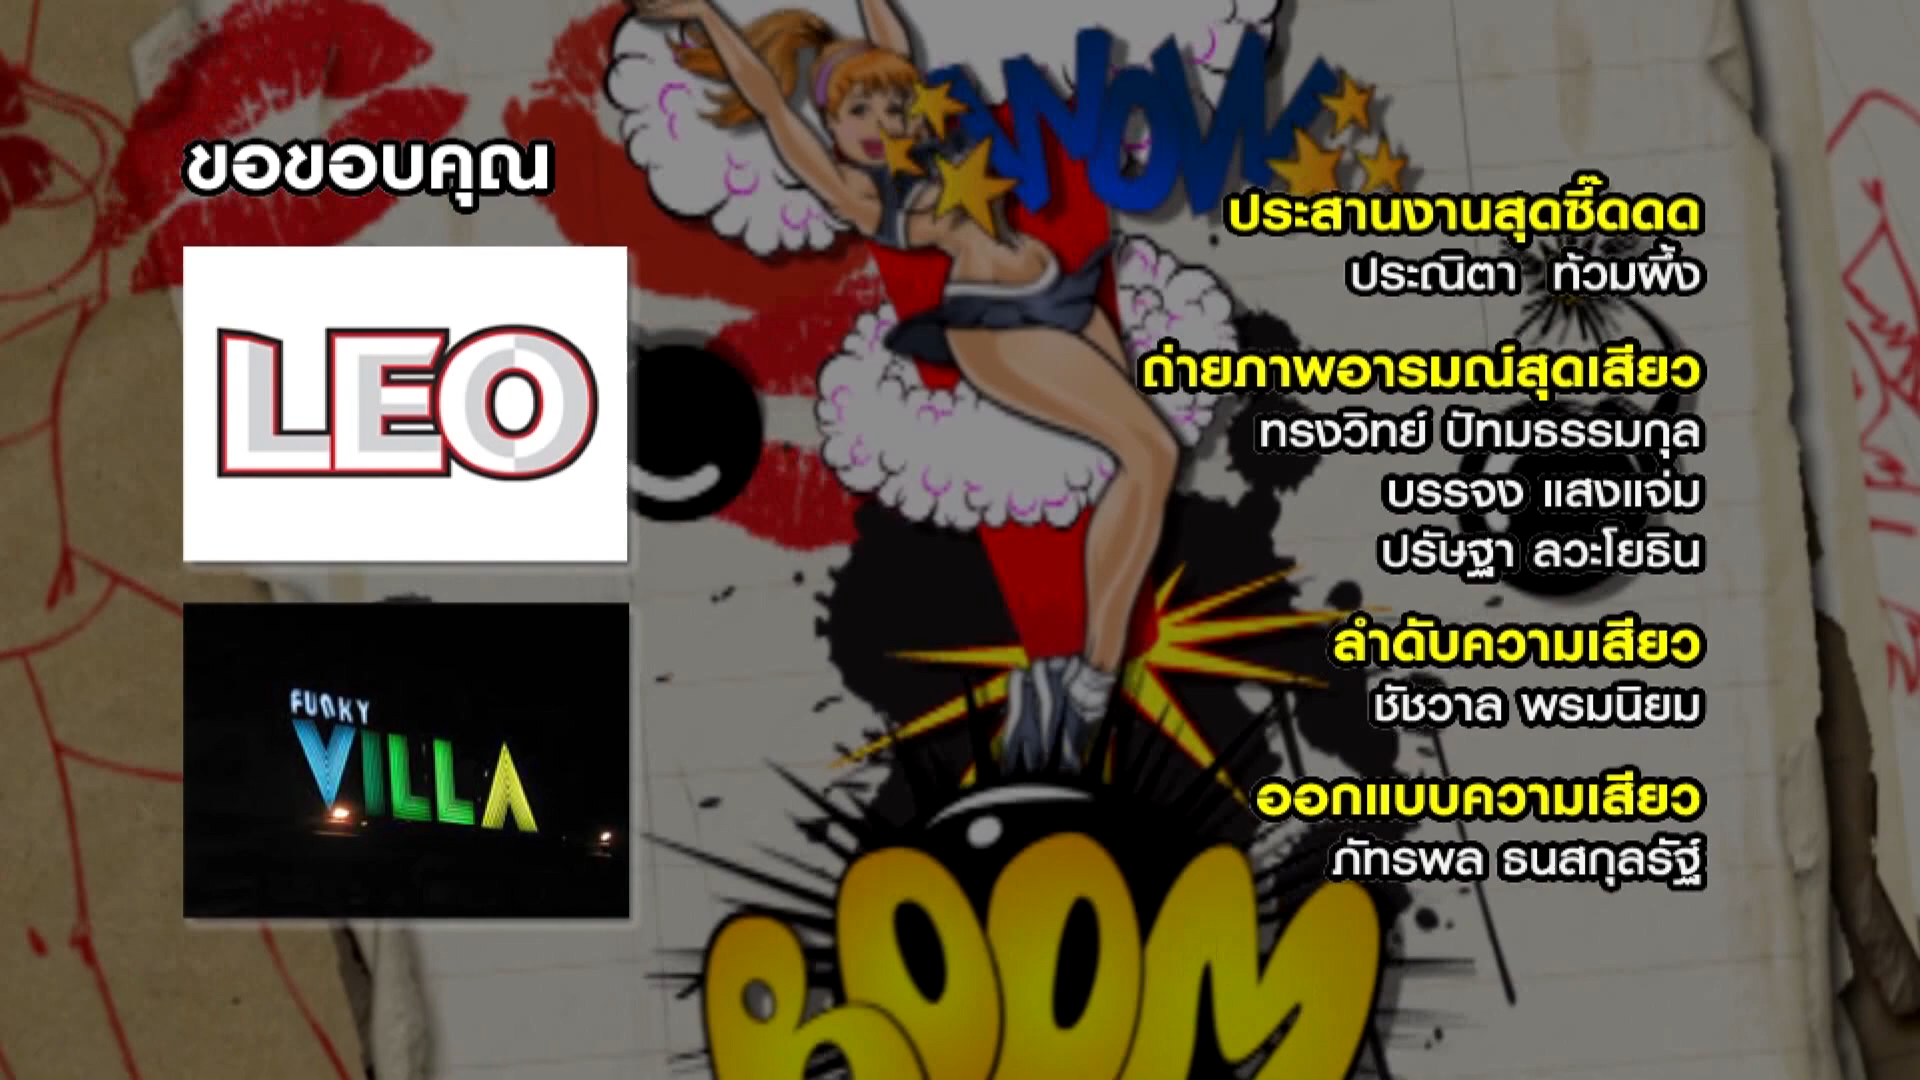 ขอขอบคุณ
LEO
FUNKY
VILLA
WOW
ประสานงานสุดซี๊ดดด
ประณิตา ท้วมผึ้ง
ถ่ายภาพอารมณ์สุดเสียว
ทรงวิทย์ ปัทมธรรมกุล
บรรจง แสงแจ่ม
ปรัษฐา ลวะโยธิน
ลำดับความเสียว
ชัชวาล พรมนิยม
ออกแบบความเสียว
ภัทรพล ธนสกุลรัฐ์
BOOM